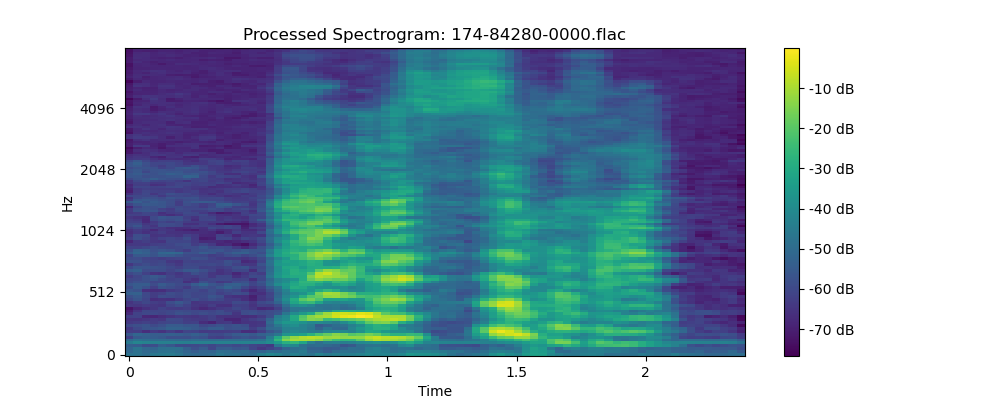 Processed Spectrogram: 174-84280-0000.flac
Hz
4096
2048
1024
512
0
0
0.5
1
1.5
2
Time
-10 dB
-20 dB
-30 dB
-40 dB
-50 dB
-60 dB
-70 dB